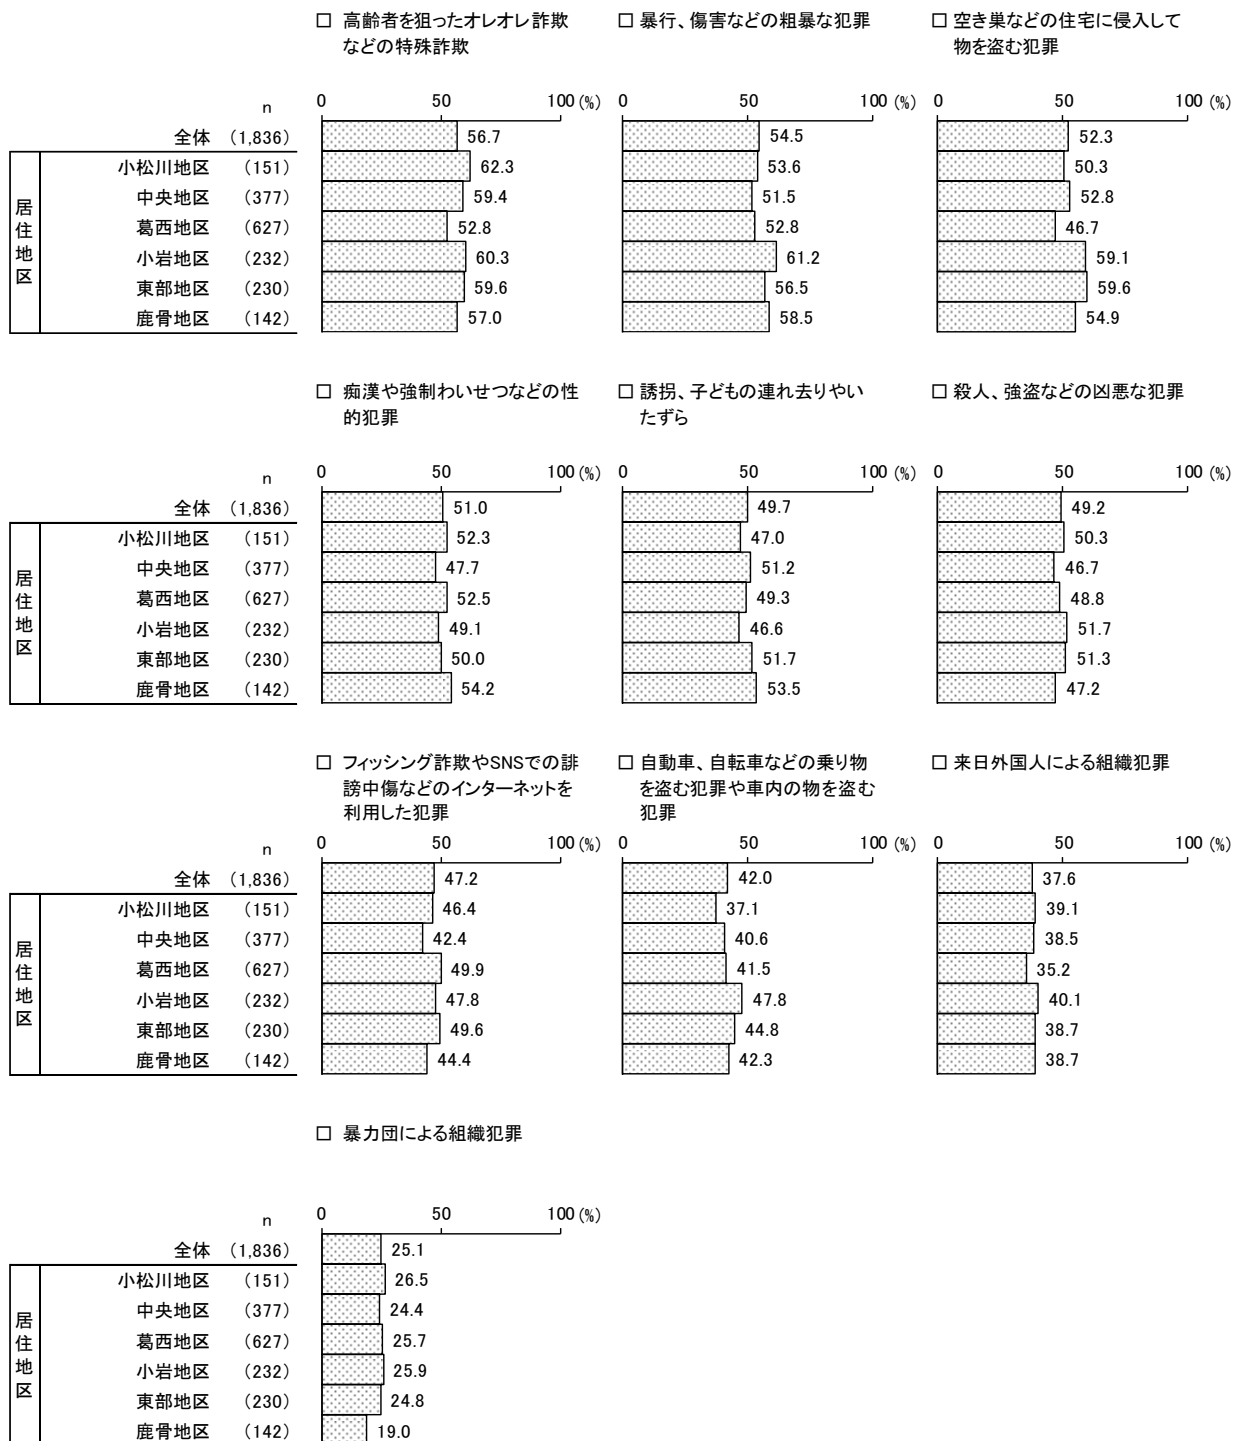 □ 高齢者を狙ったオレオレ詐欺
などの特殊詐欺
□ 暴行、傷害などの粗暴な犯罪
□ 空き巣などの住宅に侵入して
物を盗む犯罪
n
0 50 100 (%)
0 50 100 (%)
0 50 100 (%)
全体 (1,836) 56.7 54.5 52.3
居住地区
小松川地区 (151) 62.3 53.6 50.3
中央地区 (377) 59.4 51.5 52.8
葛西地区 (627) 52.8 52.8 46.7
小岩地区 (232) 60.3 61.2 59.1
東部地区 (230) 59.6 56.5 59.6
鹿骨地区 (142) 57.0 58.5 54.9
□ 痴漢や強制わいせつなどの性
的犯罪
□ 誘拐、子どもの連れ去りやい
たずら
□ 殺人、強盗などの凶悪な犯罪
n
0 50 100 (%)
0 50 100 (%)
0 50 100 (%)
全体 (1,836) 51.0 49.7 49.2
居住地区
小松川地区 (151) 52.3 47.0 50.3
中央地区 (377) 47.7 51.2 46.7
葛西地区 (627) 52.5 49.3 48.8
小岩地区 (232) 49.1 46.6 51.7
東部地区 (230) 50.0 51.7 51.3
鹿骨地区 (142) 54.2 53.5 47.2
□ フィッシング詐欺やSNSでの誹
謗中傷などのインターネットを
利用した犯罪
□ 自動車、自転車などの乗り物
を盗む犯罪や車内の物を盗む
犯罪
□ 来日外国人による組織犯罪
n
0 50 100 (%)
0 50 100 (%)
0 50 100 (%)
全体 (1,836) 47.2 42.0 37.6
居住地区
小松川地区 (151) 46.4 37.1 39.1
中央地区 (377) 42.4 40.6 38.5
葛西地区 (627) 49.9 41.5 35.2
小岩地区 (232) 47.8 47.8 40.1
東部地区 (230) 49.6 44.8 38.7
鹿骨地区 (142) 44.4 42.3 38.7
□ 暴力団による組織犯罪
n
0 50 100 (%)
全体 (1,836) 25.1
居住地区
小松川地区 (151) 26.5
中央地区 (377) 24.4
葛西地区 (627) 25.7
小岩地区 (232) 25.9
東部地区 (230) 24.8
鹿骨地区 (142) 19.0